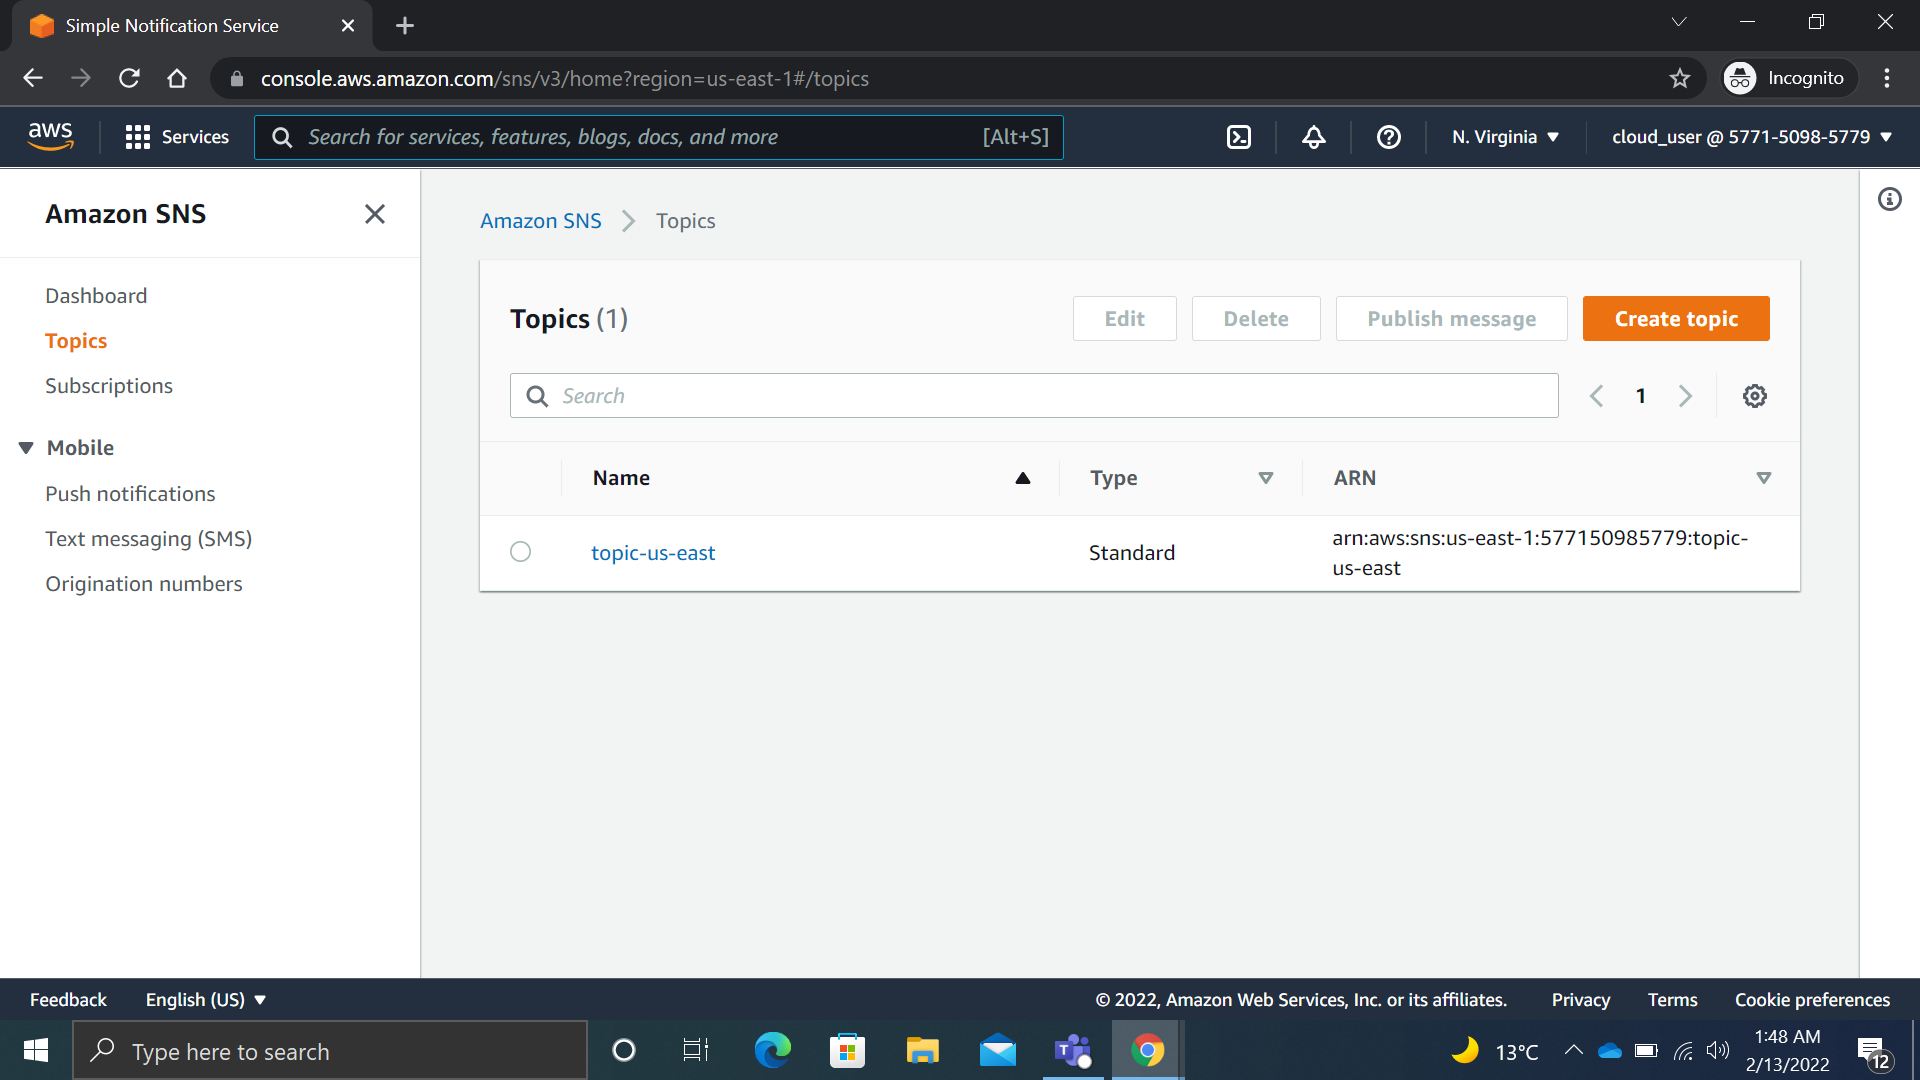 Simple Notification Service
console.aws.amazon.com/sns/v3/home?region=us-east-1#/topics
Incognito
aws
Services
Search for services, features, blogs, docs, and more
[Alt+S]
N. Virginia
cloud_user @ 5771-5098-5779
Amazon SNS
Dashboard
Topics
Subscriptions
Mobile
Push notifications
Text messaging (SMS)
Origination numbers
Amazon SNS
Topics
Topics (1)
Edit
Delete
Publish message
Create topic
Search
1
Name
Type
ARN
topic-us-east
Standard
arn:aws:sns:us-east-1:577150985779:topic-
us-east
Feedback
English (US)
© 2022, Amazon Web Services, Inc. or its affiliates.
Privacy
Terms
Cookie preferences
Type here to search
T
13°C
1:48 AM
2/13/2022
12